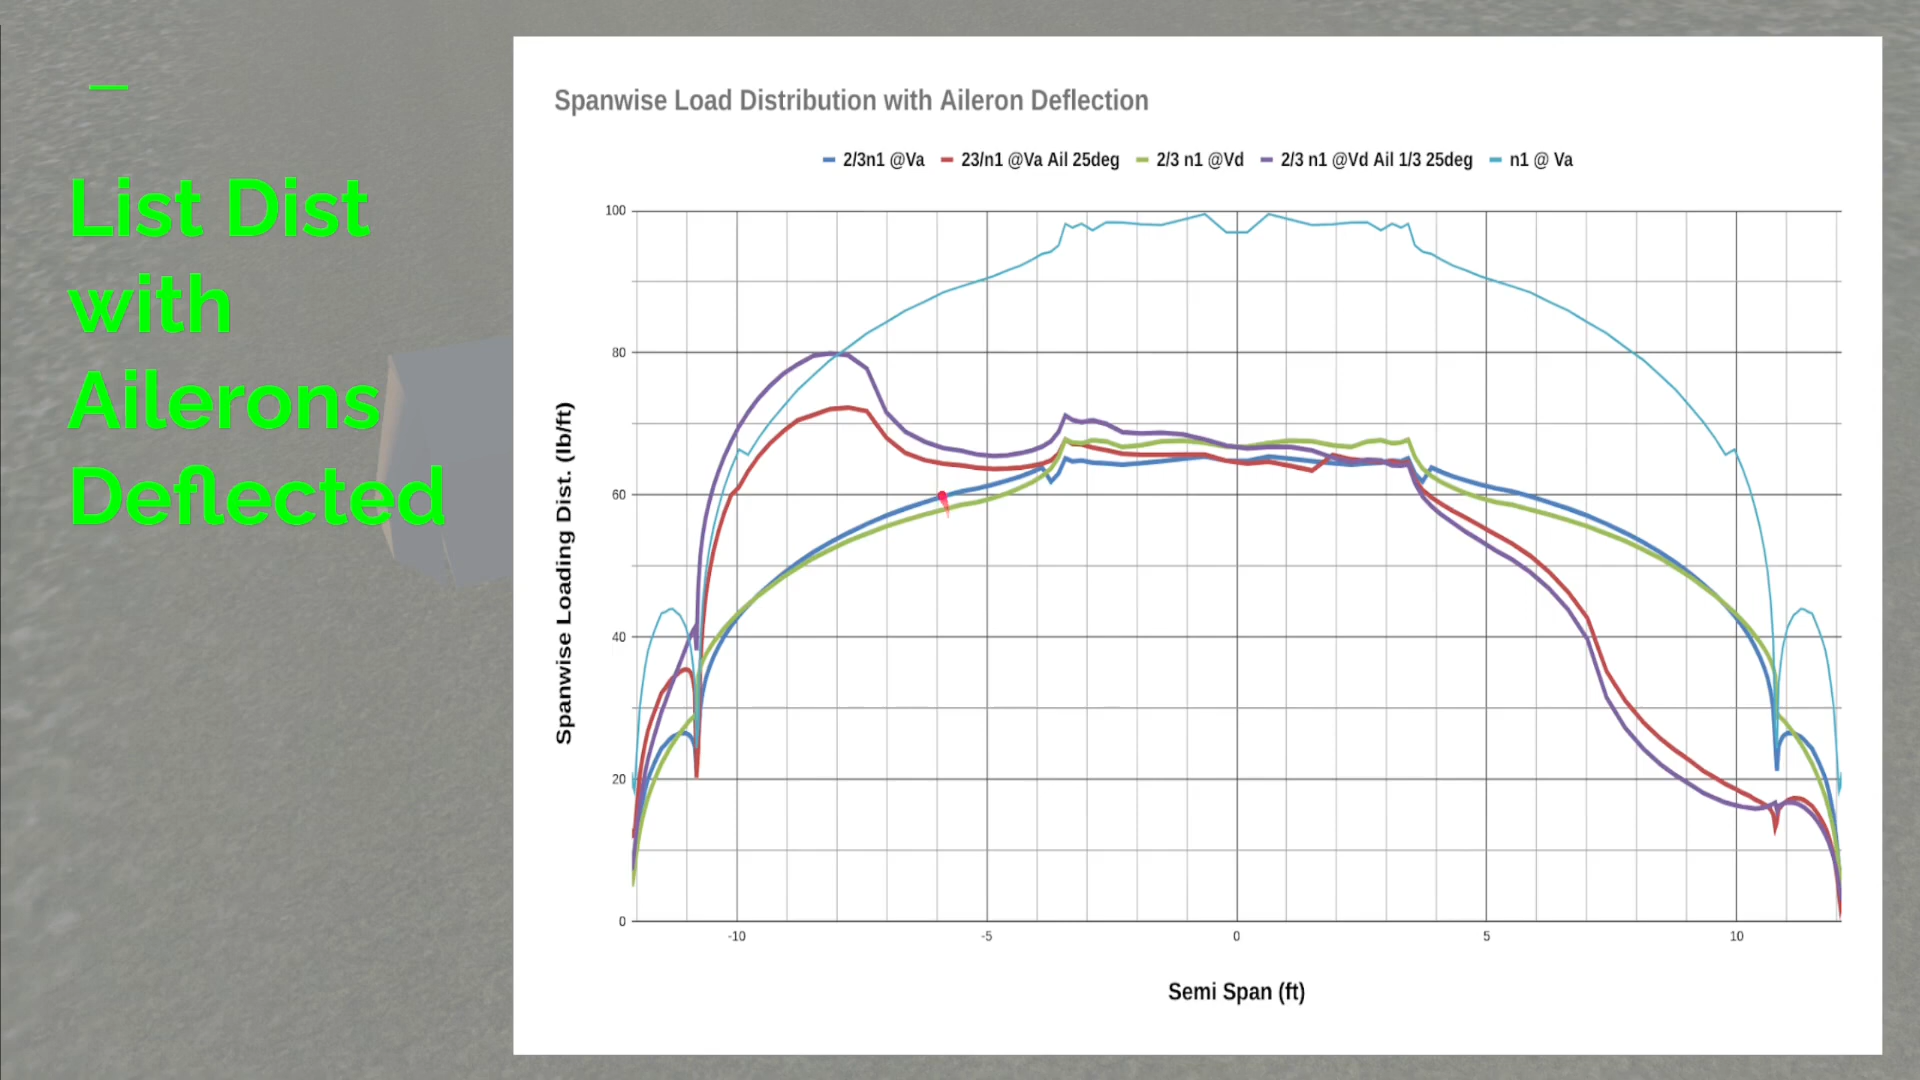 List Dist
with
Ailerons
Deflected
Spanwise Load Distribution with Aileron Deflection
2/3n1 @Va 23/n1 @Va Ail 25deg 2/3 n1 @Vd 2/3 n1 @Vd Ail 1/3 25deg n1 @ Va
100
80
60
40
20
0
Spanwise Loading Dist. (lb/ft)
-10 -5 0 5 10
Semi Span (ft)